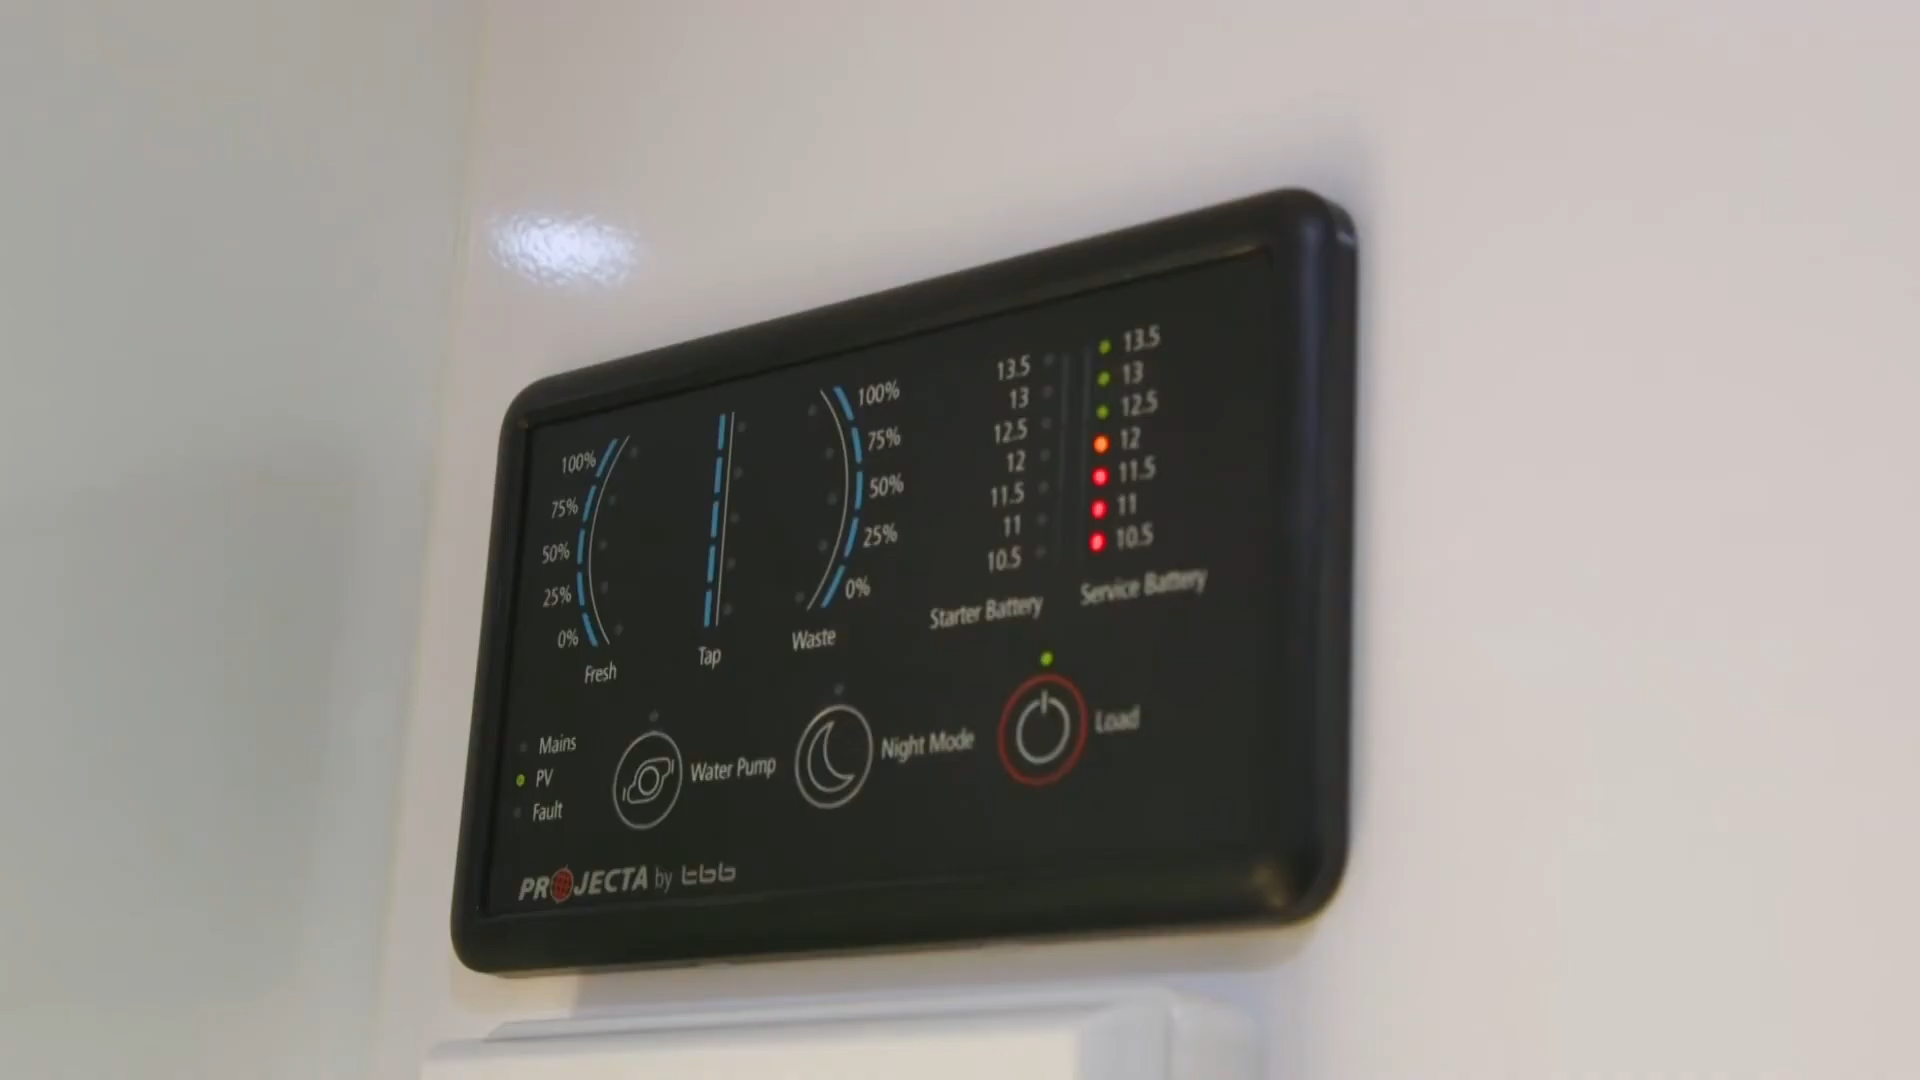 100%
75%
50%
25%
0%
Fresh
Tap
100%
75%
50%
25%
0%
Waste
13.5
13
12.5
12
11.5
11
10.5
Starter Battery
13.5
13
12.5
12
11.5
11
10.5
Service Battery
Mains
PV
Fault
Water Pump
Night Mode
Load
PROJECTA by tbb